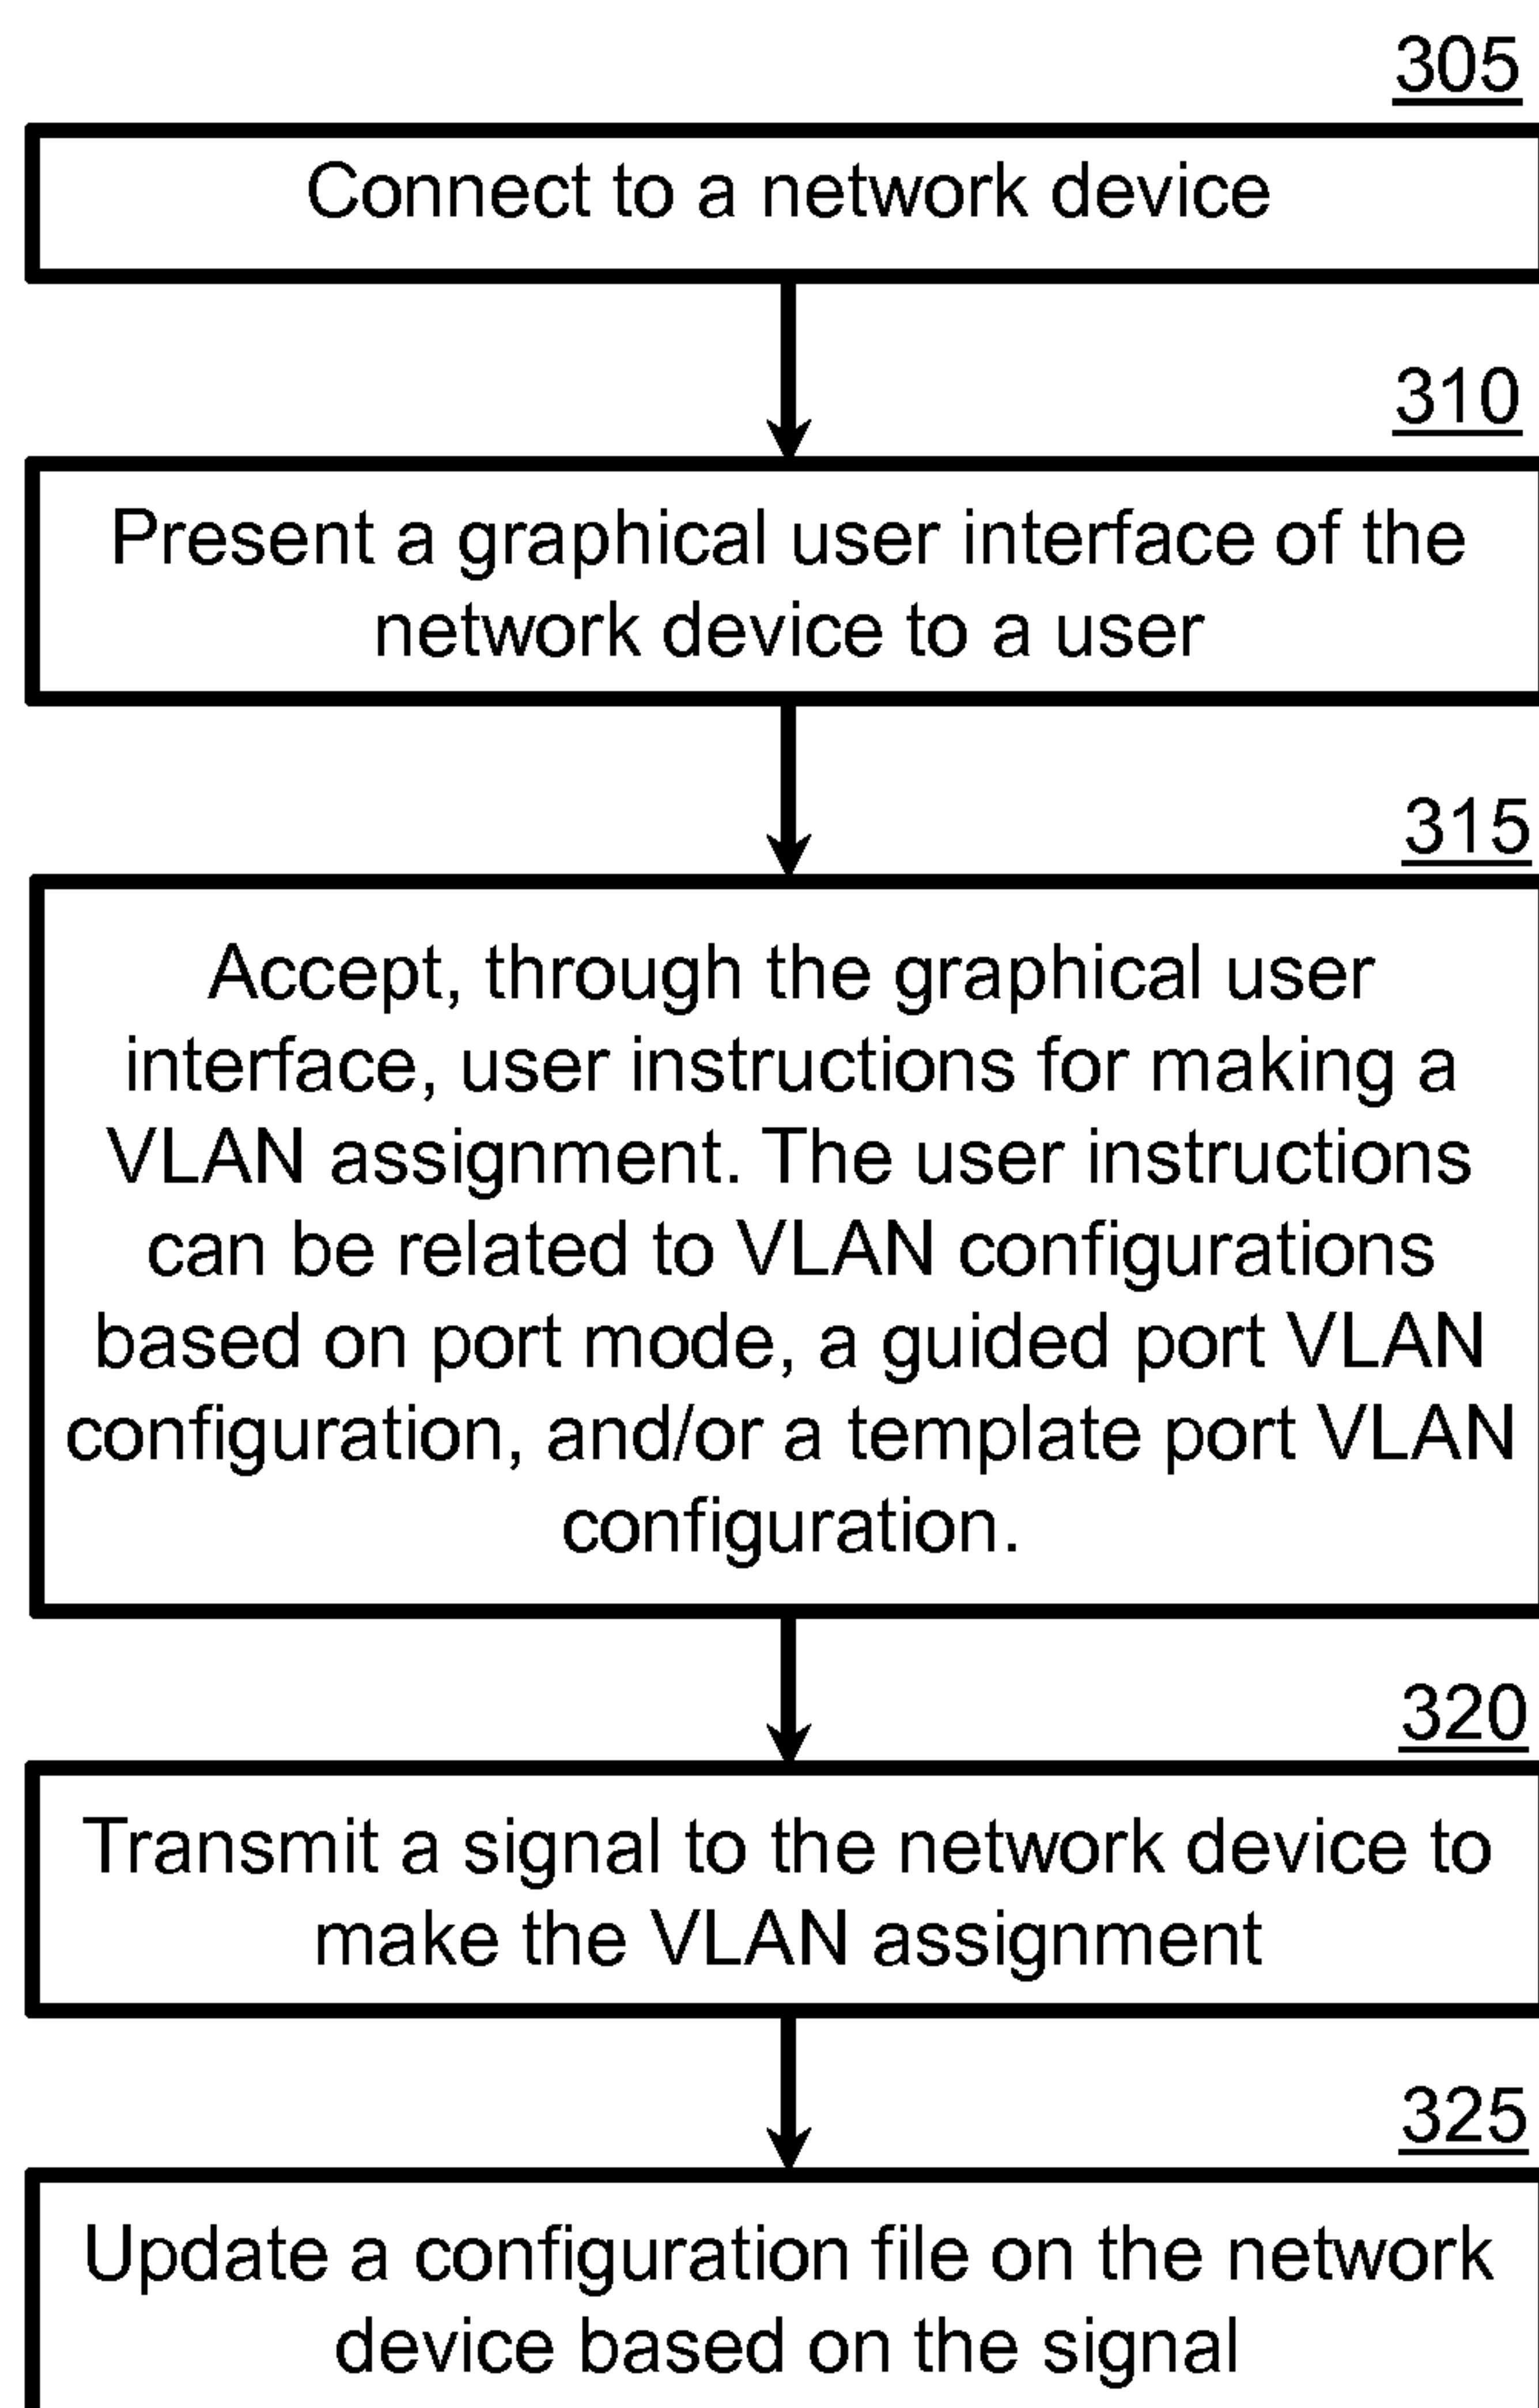 305
Connect to a network device
310
Present a graphical user interface of the
network device to a user
315
Accept, through the graphical user
interface, user instructions for making a
VLAN assignment. The user instructions
can be related to VLAN configurations
based on port mode, a guided port VLAN
configuration, and/or a template port VLAN
configuration.
320
Transmit a signal to the network device to
make the VLAN assignment
325
Update a configuration file on the network
device based on the signal